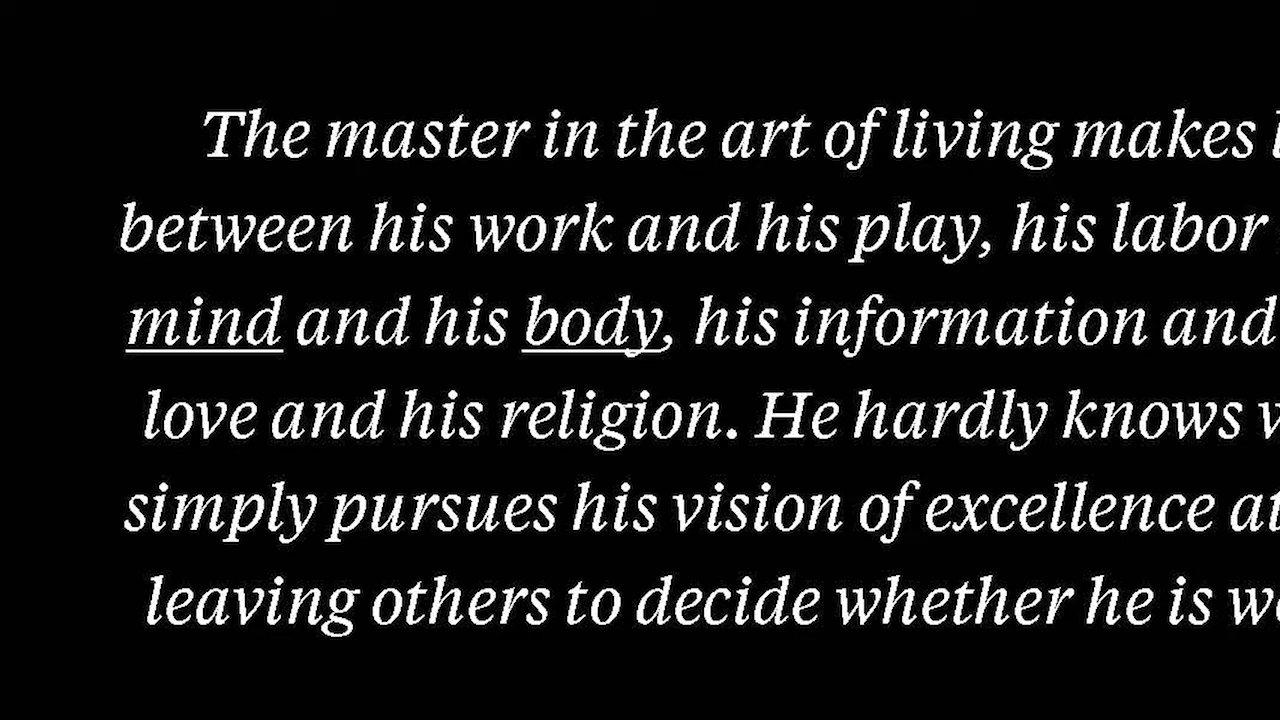 The master in the art of living makes
between his work and his play, his labor
mind and his body, his information and
love and his religion. He hardly knows
simply pursues his vision of excellence
leaving others to decide whether he is